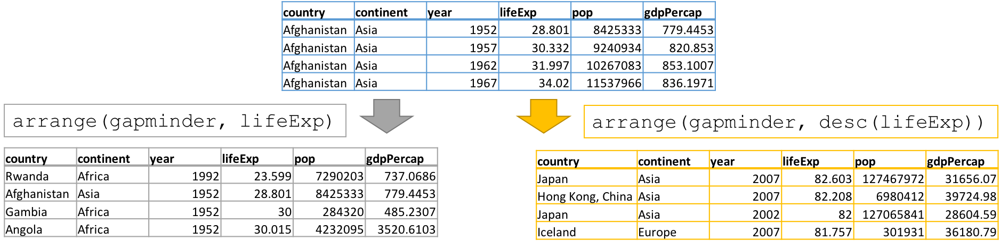 country continent year lifeExp pop gdpPercap
Afghanistan Asia 1952 28.801 8425333 779.4453
Afghanistan Asia 1957 30.332 9240934 820.853
Afghanistan Asia 1962 31.997 10267083 853.1007
Afghanistan Asia 1967 34.02 11537966 836.1971
arrange(gapminder, lifeExp)
country continent year lifeExp pop gdpPercap
Rwanda Africa 1992 23.599 7290203 737.0686
Afghanistan Asia 1952 28.801 8425333 779.4453
Gambia Africa 1952 30 284320 485.2307
Angola Africa 1952 30.015 4232095 3520.6103
arrange(gapminder, desc(lifeExp))
country continent year lifeExp pop gdpPercap
Japan Asia 2007 82.603 127467972 31656.07
Hong Kong, China Asia 2007 82.208 6980412 39724.98
Japan Asia 2002 82 127065841 28604.59
Iceland Europe 2007 81.757 301931 36180.79